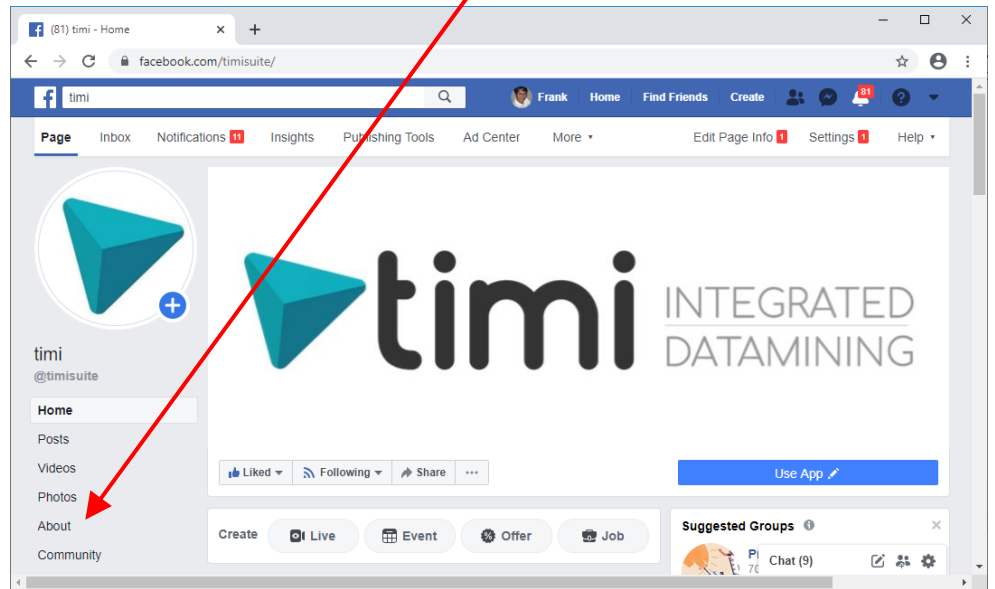 (81) timi - Home
facebook.com/timisuite/
timi Frank Home Find Friends Create 81
Page Inbox Notifications 11 Insights Publishing Tools Ad Center More Edit Page Info 1 Settings 1 Help
timi INTEGRATED
DATAMINING
timi
@timisuite
Home
Posts
Videos
Photos
About
Community
Liked Following Share ... Use App
Create Live Event Offer Job
Suggested Groups
Chat (9)